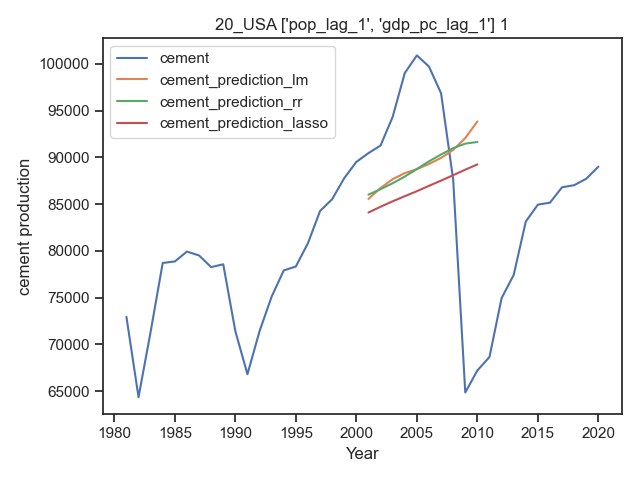 20_USA ['pop_lag_1', 'gdp_pc_lag_1'] 1
cement
cement_prediction_lm
cement_prediction_rr
cement_prediction_lasso
cement production
100000
95000
90000
85000
80000
75000
70000
65000
1980 1985 1990 1995 2000 2005 2010 2015 2020
Year